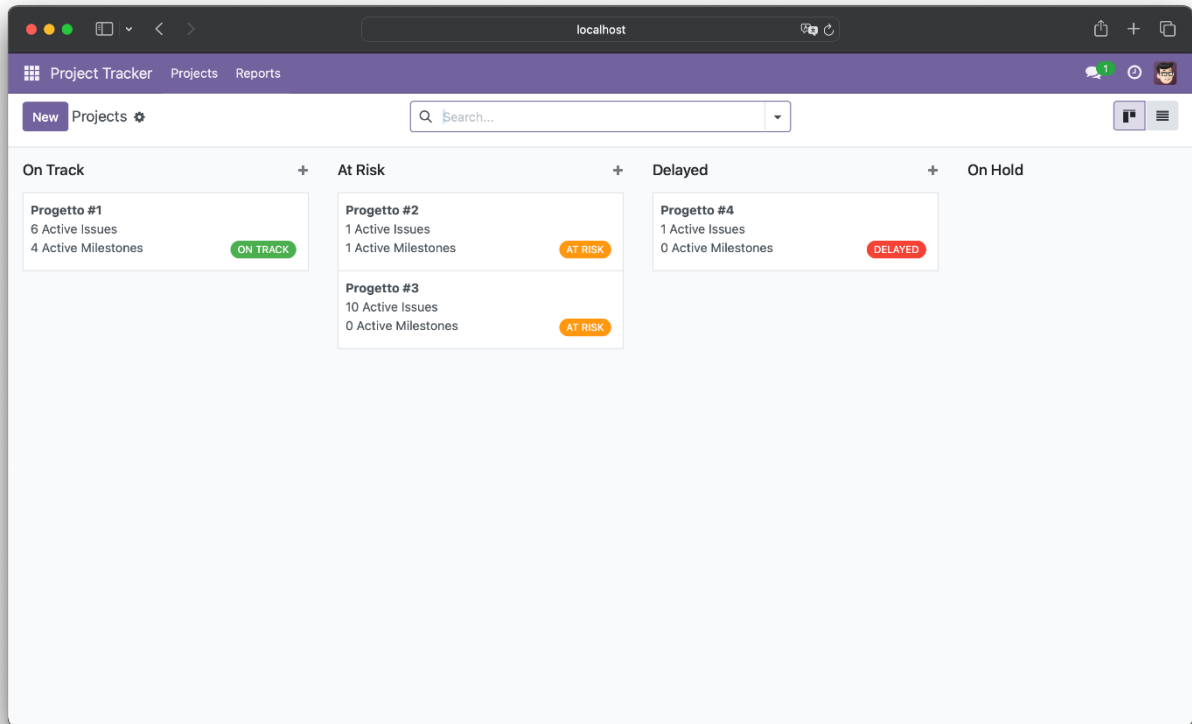 localhost
Project Tracker Projects Reports
1
New Projects
Search...
On Track
Progetto #1
6 Active Issues
4 Active Milestones
ON TRACK
At Risk
Progetto #2
1 Active Issues
1 Active Milestones
AT RISK
Progetto #3
10 Active Issues
0 Active Milestones
AT RISK
Delayed
Progetto #4
1 Active Issues
0 Active Milestones
DELAYED
On Hold